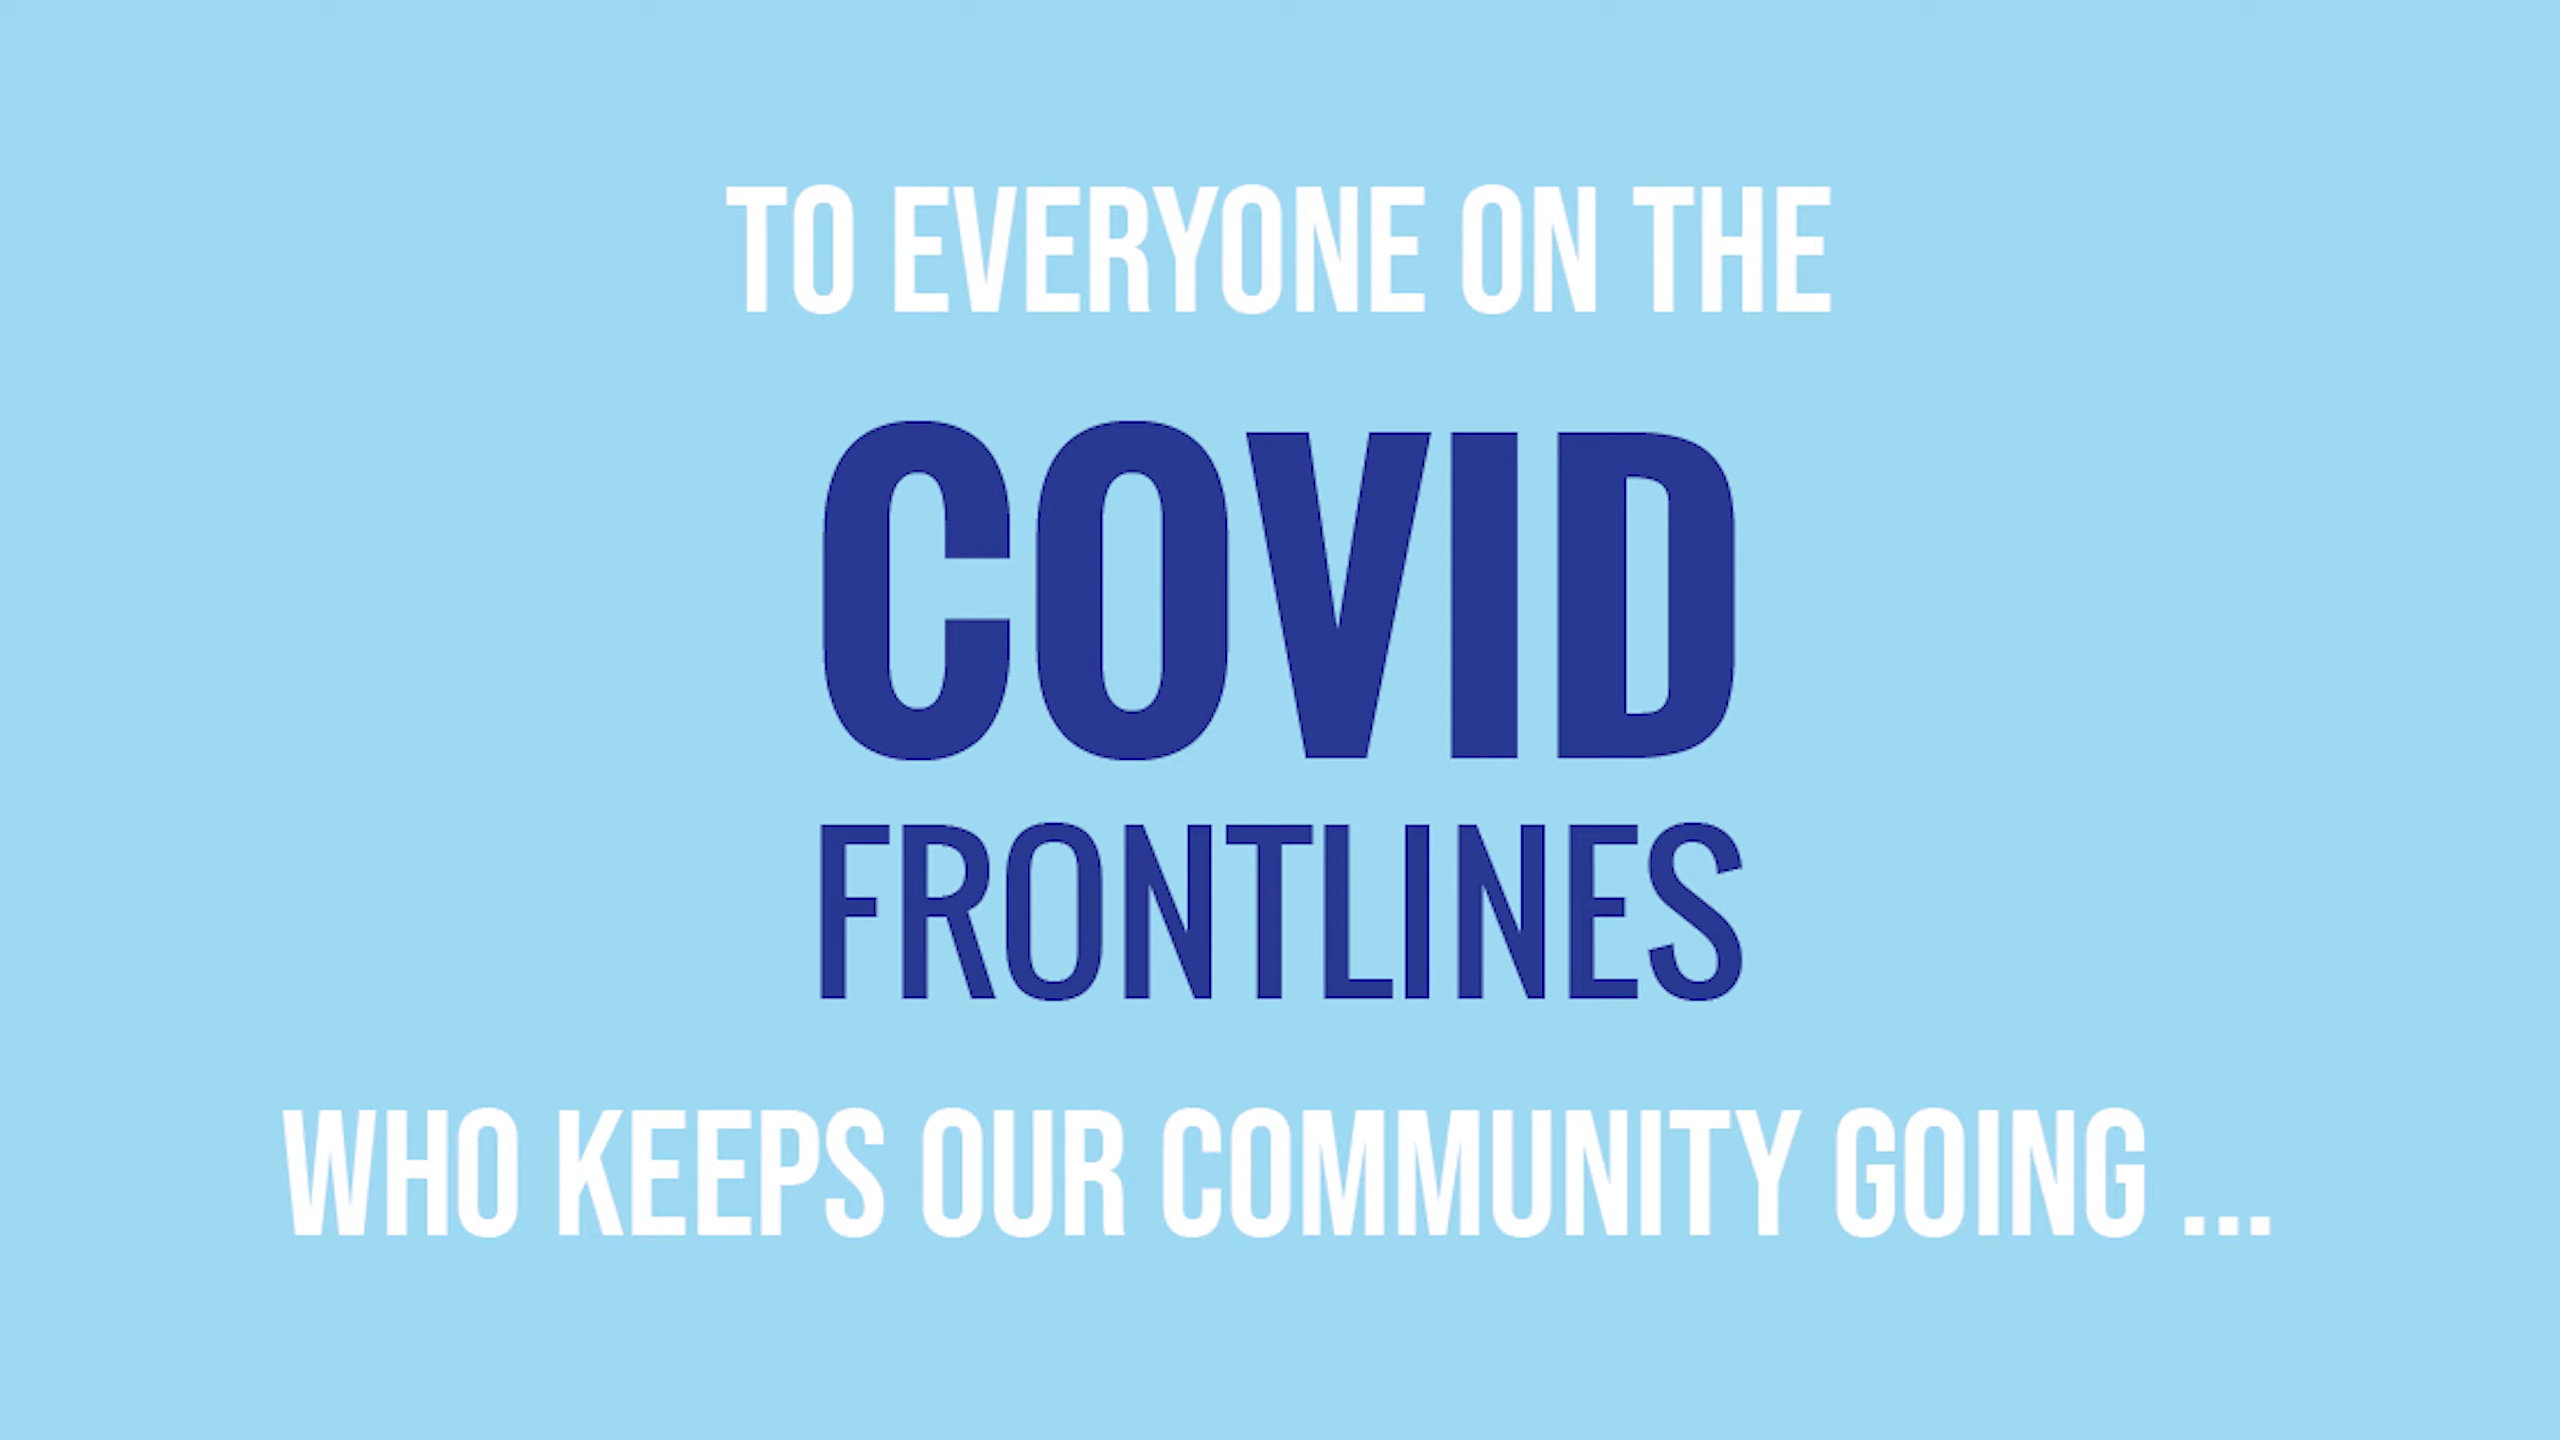 TO EVERYONE ON THE
COVID
FRONTLINES
WHO KEEPS OUR COMMUNITY GOING ...